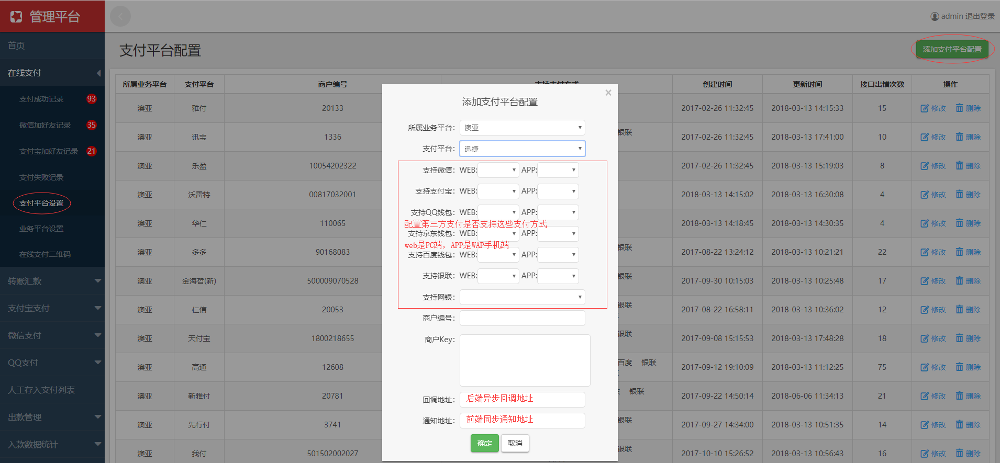 管理平台
admin 退出登录
首页
在线支付
支付成功记录 93
微信加好友记录 35
支付宝加好友记录 21
支付失败记录
支付平台设置
业务平台设置
在线支付二维码
转账汇款
支付宝支付
微信支付
QQ支付
人工存入支付列表
出款管理
入款数据统计
支付平台配置
添加支付平台配置
所属业务平台 支付平台 商户编号 支持支付方式 创建时间 更新时间 接口出错次数 操作
澳亚 雅付 20133 2017-02-26 11:32:45 2018-03-13 14:15:33 15 修改 删除
澳亚 讯宝 1336 银联 2017-02-26 11:32:45 2018-03-13 17:41:00 10 修改 删除
澳亚 乐盈 10054202322 2017-02-26 11:32:45 2018-03-13 15:19:03 8 修改 删除
澳亚 沃雷特 00817032001 2018-03-13 14:15:02 2018-03-13 16:30:08 4 修改 删除
澳亚 华仁 110065 2018-03-13 14:18:45 2018-03-13 14:30:35 4 修改 删除
澳亚 多多 90168083 银联 2017-08-22 13:24:12 2018-03-13 10:21:21 22 修改 删除
澳亚 金海哲(新) 500009070528 银联 2017-09-30 10:15:03 2018-03-13 10:25:48 17 修改 删除
澳亚 仁信 20053 银联 2017-08-22 16:58:11 2018-03-13 10:36:02 12 修改 删除
澳亚 天付宝 1800218655 银联 2017-09-08 15:15:53 2018-03-13 17:48:28 18 修改 删除
澳亚 高通 12608 百度 银联 2017-09-12 19:10:09 2018-03-13 11:12:25 75 修改 删除
澳亚 新雅付 20781 银联 2017-09-22 14:50:14 2018-06-06 11:34:13 21 修改 删除
澳亚 先行付 3741 银联 2017-09-27 14:34:00 2018-03-13 10:51:35 14 修改 删除
澳亚 我付 501502002027 银联 2017-10-10 15:26:52 2018-03-13 10:56:43 16 修改 删除
添加支付平台配置 ×
所属业务平台： 澳亚
支付平台： 迅捷
支持微信： WEB: APP:
支持支付宝： WEB: APP:
支持QQ钱包： WEB: APP:
配置第三方支付是否支持这些支付方式
支持京东钱包： WEB: APP:
web是PC端，APP是WAP手机端
支持百度钱包： WEB: APP:
支持银联： WEB: APP:
支持网银：
商户编号：
商户Key：
回调地址： 后端异步回调地址
通知地址： 前端同步通知地址
确定 取消